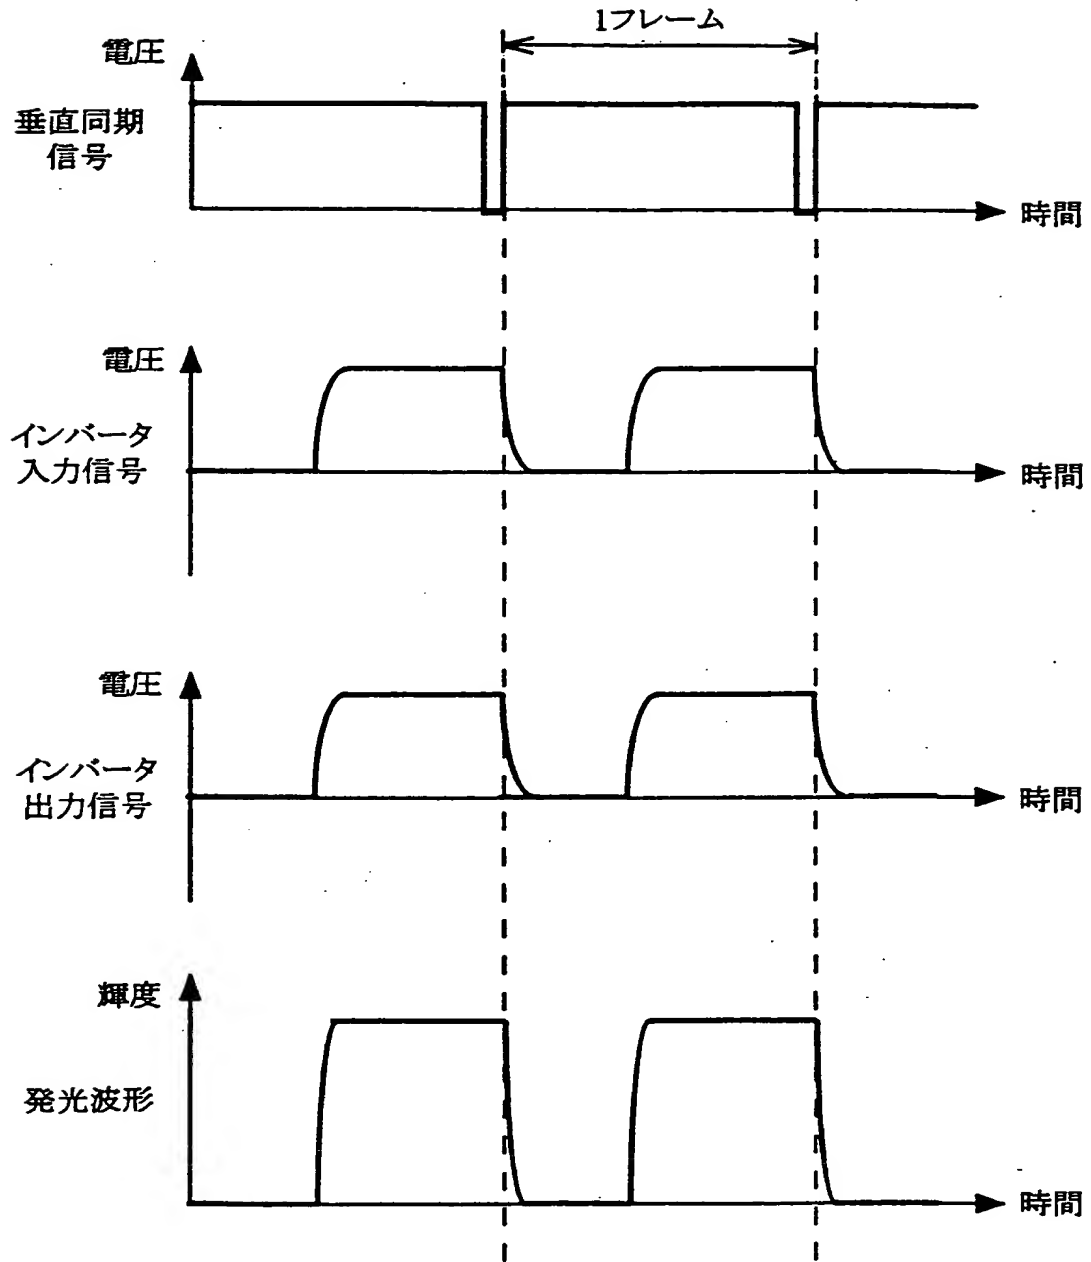 1フレーム
電圧
垂直同期
信号
時間
電圧
インバータ
入力信号
時間
電圧
インバータ
出力信号
時間
輝度
発光波形
時間